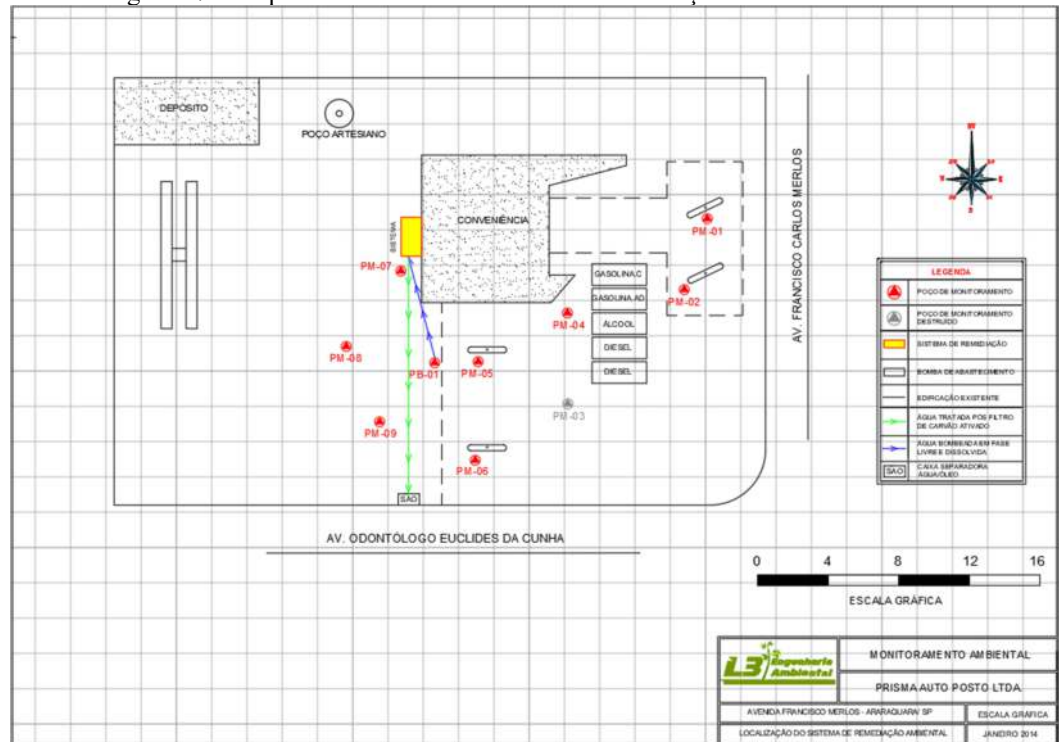 DEPÓSITO
POÇO ARTESIANO
CONVENIÊNCIA
SISTEMA
PM-07
PM-08
PM-09
PB-01
PM-05
PM-06
PM-04
PM-03
PM-01
PM-02
GASOLINA C
GASOLINA AD
ÁLCOOL
DIESEL
DIESEL
SAO
AV. FRANCISCO CARLOS MERLOS
AV. ODONTÓLOGO EUCLIDES DA CUNHA
E
S
LEGENDA
POÇO DE MONITORAMENTO
POÇO DE MONITORAMENTO
DESTRUÍDO
SISTEMA DE REMEDIAÇÃO
BOMBA DE ABASTECIMENTO
EDIFICAÇÃO EXISTENTE
ÁGUA TRATADA PÓS FILTRO
DE CARVÃO ATIVADO
ÁGUA BOMBEADA EM FASE
LIVRE E DISSOLVIDA
SAO
CAIXA SEPARADORA
ÁGUA/ÓLEO
0 4 8 12 16
ESCALA GRÁFICA
L3 Engenharia
Ambiental
MONITORAMENTO AMBIENTAL
PRISMA AUTO POSTO LTDA.
AVENIDA FRANCISCO MERLOS - ARARAQUARA/ SP
ESCALA GRÁFICA
LOCALIZAÇÃO DO SISTEMA DE REMEDIAÇÃO AMBIENTAL
JANEIRO 2014